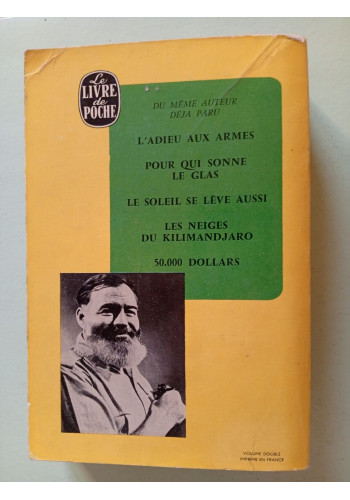 Le
LIVRE
de
POCHE
DU MÊME AUTEUR
DÉJA PARU
L'ADIEU AUX ARMES
POUR QUI SONNE
LE GLAS
LE SOLEIL SE LÈVE AUSSI
LES NEIGES
DU KILIMANDJARO
50.000 DOLLARS
VOLUME DOUBLE
IMPRIMÉ EN FRANCE